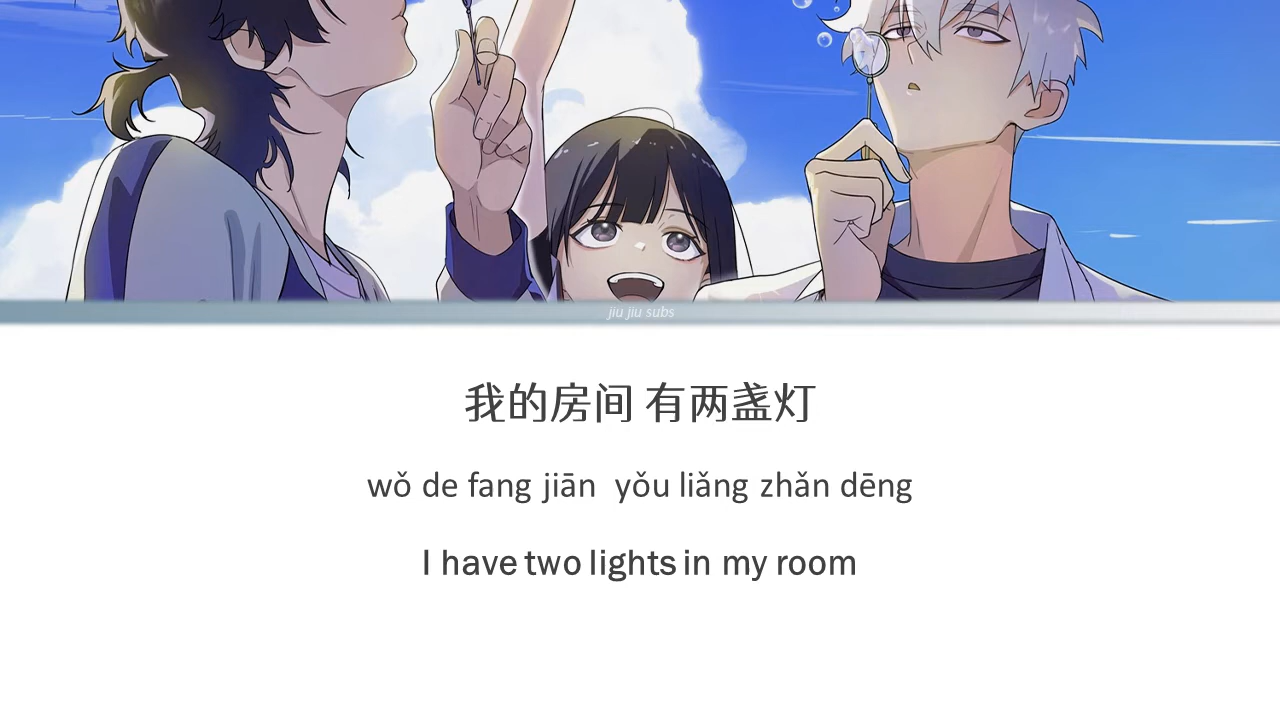 jiu jiu subs
我的房间 有两盏灯
wǒ de fang jiān  yǒu liǎng zhǎn dēng
I have two lights in my room